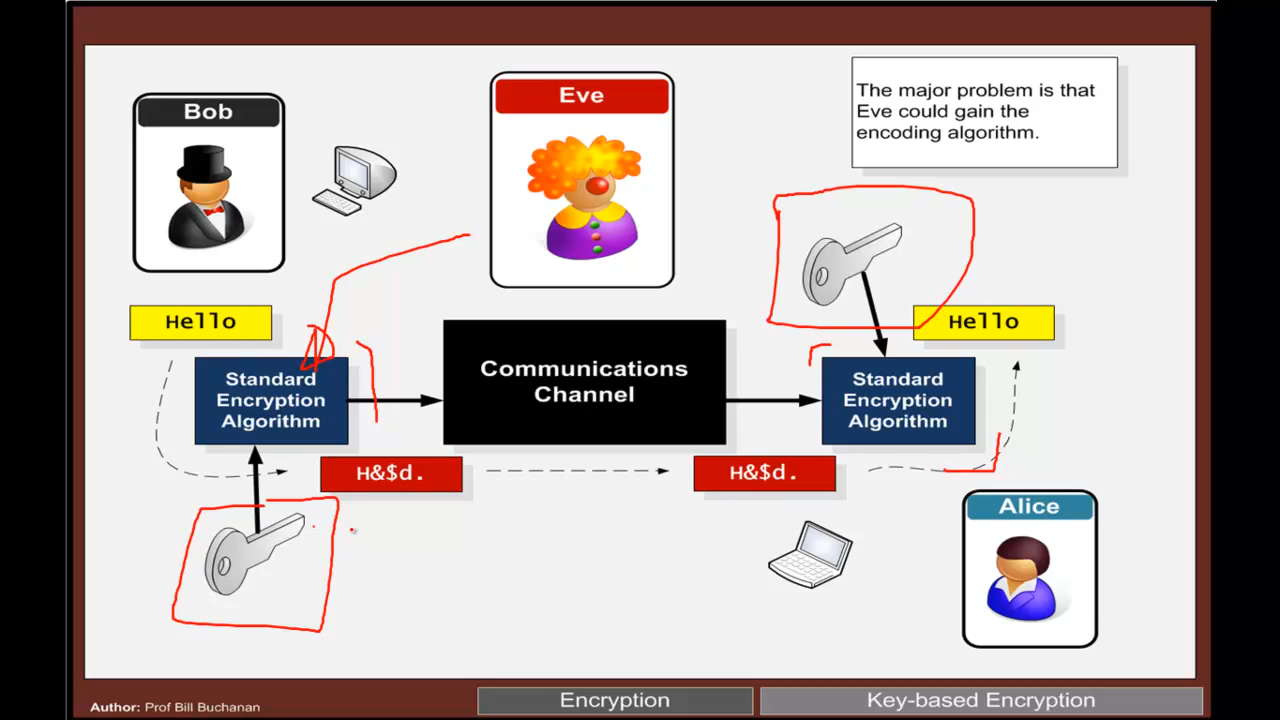 Bob
Eve
The major problem is that
Eve could gain the
encoding algorithm.
Hello
Hello
Standard
Encryption
Algorithm
Communications
Channel
Standard
Encryption
Algorithm
H&$d.
H&$d.
Alice
Author: Prof Bill Buchanan
Encryption
Key-based Encryption